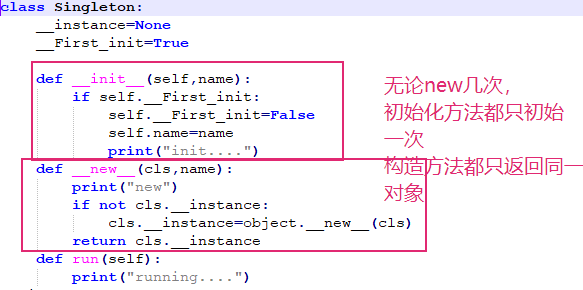 class Singleton:
    __instance=None
    __First_init=True
    def __init__(self,name):
        if self.__First_init:
            self.__First_init=False
            self.name=name
            print("init....")
    def __new__(cls,name):
        print("new")
        if not cls.__instance:
            cls.__instance=object.__new__(cls)
        return cls.__instance
    def run(self):
        print("running....")
无论new几次,
初始化方法都只初始
一次
构造方法都只返回同一
对象